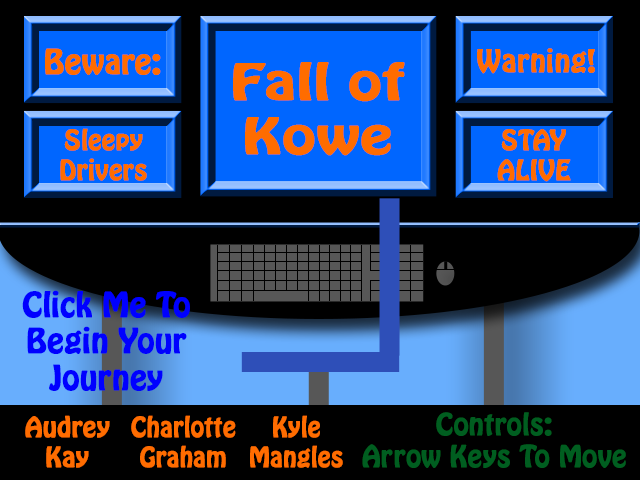 Beware:
Fall of
Kowe
Warning!
Sleepy
Drivers
STAY
ALIVE
Click Me To
Begin Your
Journey
Audrey
Kay
Charlotte
Graham
Kyle
Mangles
Controls:
Arrow Keys To Move